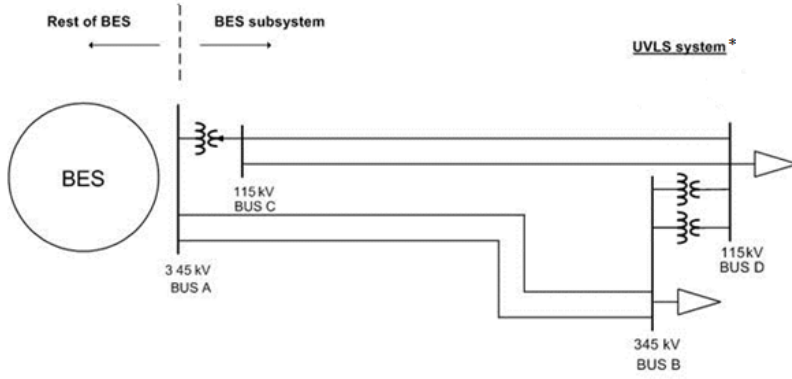 Rest of BES
BES subsystem
UVLS system*
BES
115 kV
BUS C
3 45 kV
BUS A
115kV
BUS D
345 kV
BUS B